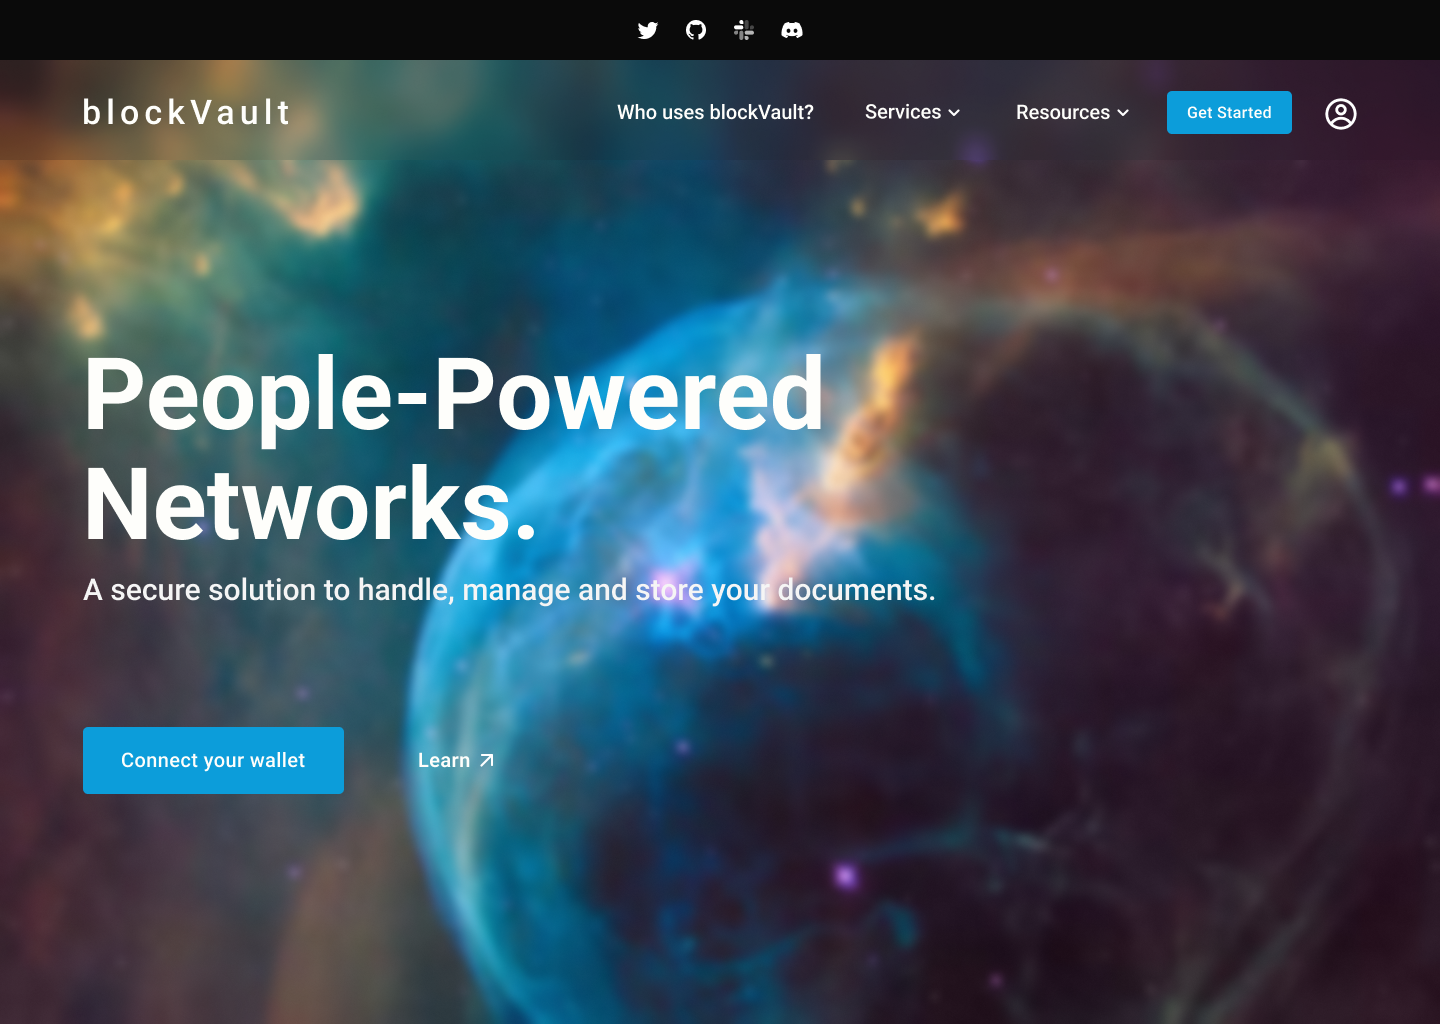 blockVault
Who uses blockVault?
Services
Resources
Get Started
People-Powered
Networks.
A secure solution to handle, manage and store your documents.
Connect your wallet
Learn